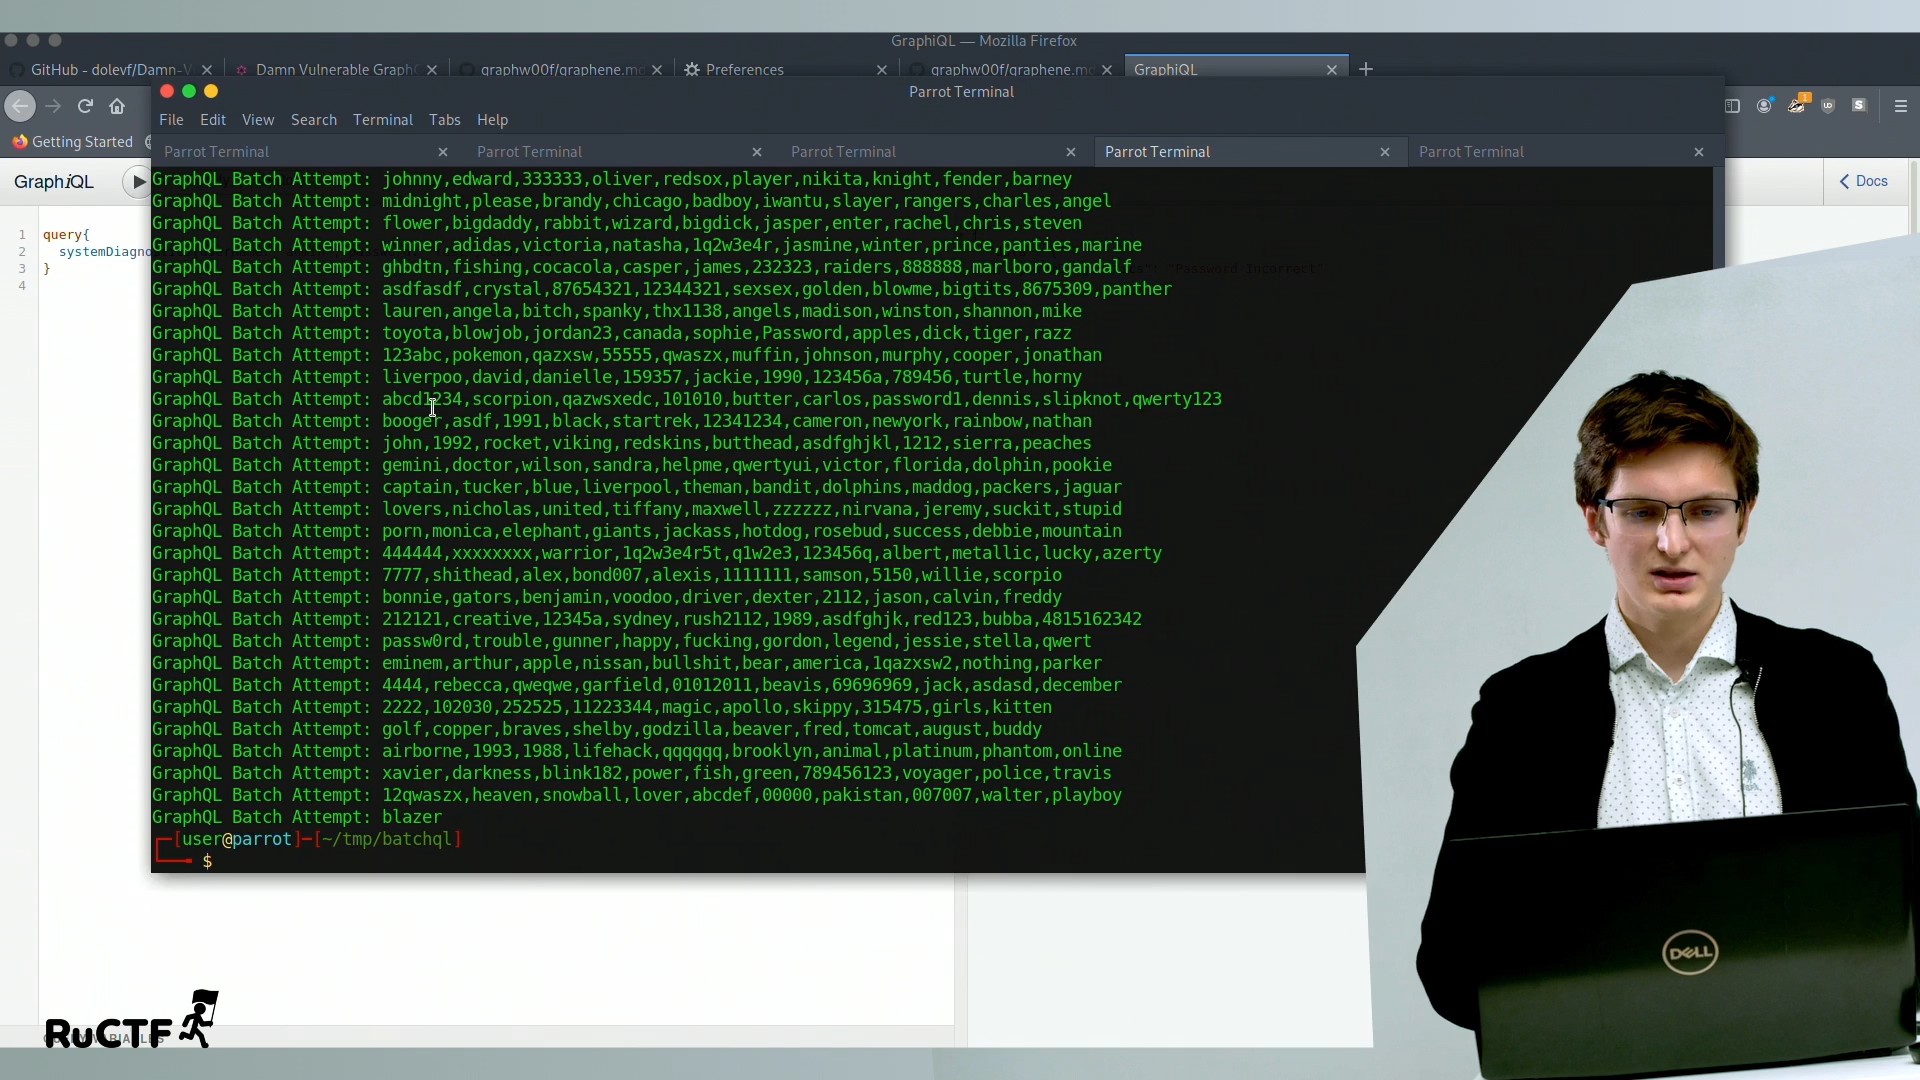 GraphiQL — Mozilla Firefox
GitHub - dolevf/Damn-V
Damn Vulnerable GraphQ
graphw00f/graphene.md
Preferences
graphw00f/graphene.md
GraphiQL
Parrot Terminal
File Edit View Search Terminal Tabs Help
Getting Started
Parrot Terminal
Parrot Terminal
Parrot Terminal
Parrot Terminal
Parrot Terminal
GraphiQL
Docs
1 query{
2 systemDiagno
3 }
4
GraphQL Batch Attempt: johnny,edward,333333,oliver,redsox,player,nikita,knight,fender,barney
GraphQL Batch Attempt: midnight,please,brandy,chicago,badboy,iwantu,slayer,rangers,charles,angel
GraphQL Batch Attempt: flower,bigdaddy,rabbit,wizard,bigdick,jasper,enter,rachel,chris,steven
GraphQL Batch Attempt: winner,adidas,victoria,natasha,1q2w3e4r,jasmine,winter,prince,panties,marine
GraphQL Batch Attempt: ghbdtn,fishing,cocacola,casper,james,232323,raiders,888888,marlboro,gandalf
": "Password Incorrect"
GraphQL Batch Attempt: asdfasdf,crystal,87654321,12344321,sexsex,golden,blowme,bigtits,8675309,panther
GraphQL Batch Attempt: lauren,angela,bitch,spanky,thx1138,angels,madison,winston,shannon,mike
GraphQL Batch Attempt: toyota,blowjob,jordan23,canada,sophie,Password,apples,dick,tiger,razz
GraphQL Batch Attempt: 123abc,pokemon,qazxsw,55555,qwaszx,muffin,johnson,murphy,cooper,jonathan
GraphQL Batch Attempt: liverpoo,david,danielle,159357,jackie,1990,123456a,789456,turtle,horny
GraphQL Batch Attempt: abcd1234,scorpion,qazwsxedc,101010,butter,carlos,password1,dennis,slipknot,qwerty123
GraphQL Batch Attempt: booger,asdf,1991,black,startrek,12341234,cameron,newyork,rainbow,nathan
GraphQL Batch Attempt: john,1992,rocket,viking,redskins,butthead,asdfghjkl,1212,sierra,peaches
GraphQL Batch Attempt: gemini,doctor,wilson,sandra,helpme,qwertyui,victor,florida,dolphin,pookie
GraphQL Batch Attempt: captain,tucker,blue,liverpool,theman,bandit,dolphins,maddog,packers,jaguar
GraphQL Batch Attempt: lovers,nicholas,united,tiffany,maxwell,zzzzzz,nirvana,jeremy,suckit,stupid
GraphQL Batch Attempt: porn,monica,elephant,giants,jackass,hotdog,rosebud,success,debbie,mountain
GraphQL Batch Attempt: 444444,xxxxxxxx,warrior,1q2w3e4r5t,q1w2e3,123456q,albert,metallic,lucky,azerty
GraphQL Batch Attempt: 7777,shithead,alex,bond007,alexis,1111111,samson,5150,willie,scorpio
GraphQL Batch Attempt: bonnie,gators,benjamin,voodoo,driver,dexter,2112,jason,calvin,freddy
GraphQL Batch Attempt: 212121,creative,12345a,sydney,rush2112,1989,asdfghjk,red123,bubba,4815162342
GraphQL Batch Attempt: passw0rd,trouble,gunner,happy,fucking,gordon,legend,jessie,stella,qwert
GraphQL Batch Attempt: eminem,arthur,apple,nissan,bullshit,bear,america,1qazxsw2,nothing,parker
GraphQL Batch Attempt: 4444,rebecca,qweqwe,garfield,01012011,beavis,69696969,jack,asdasd,december
GraphQL Batch Attempt: 2222,102030,252525,11223344,magic,apollo,skippy,315475,girls,kitten
GraphQL Batch Attempt: golf,copper,braves,shelby,godzilla,beaver,fred,tomcat,august,buddy
GraphQL Batch Attempt: airborne,1993,1988,lifehack,qqqqqq,brooklyn,animal,platinum,phantom,online
GraphQL Batch Attempt: xavier,darkness,blink182,power,fish,green,789456123,voyager,police,travis
GraphQL Batch Attempt: 12qwaszx,heaven,snowball,lover,abcdef,00000,pakistan,007007,walter,playboy
GraphQL Batch Attempt: blazer
[user@parrot]-[~/tmp/batchql]
$
DELL
RuCTF